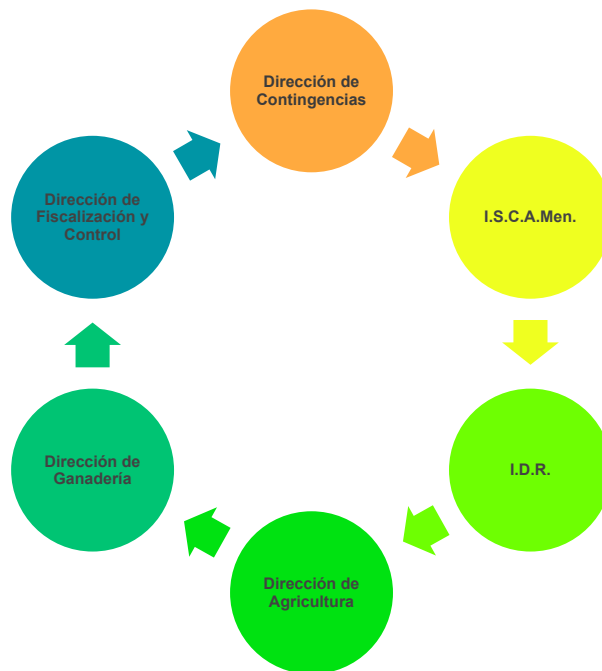 Dirección de
Contingencias
I.S.C.A.Men.
I.D.R.
Dirección de
Agricultura
Dirección de
Ganadería
Dirección de
Fiscalización y
Control